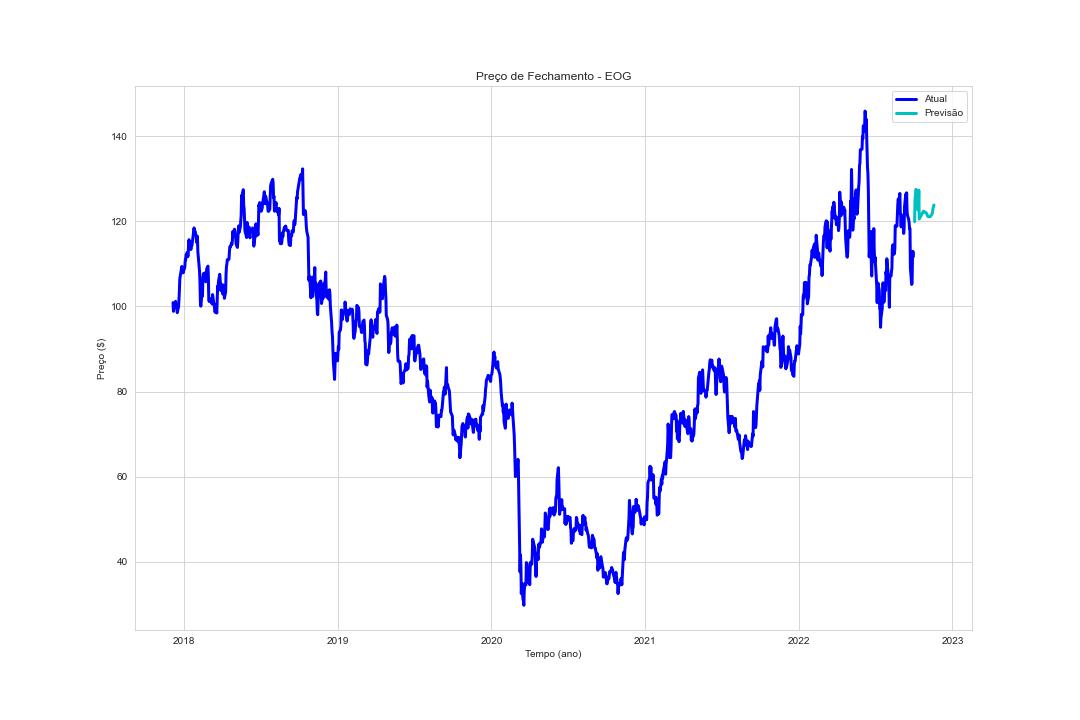 Preço de Fechamento - EOG
Atual
Previsão
140
120
100
80
60
40
Preço ($)
2018
2019
2020
2021
2022
2023
Tempo (ano)